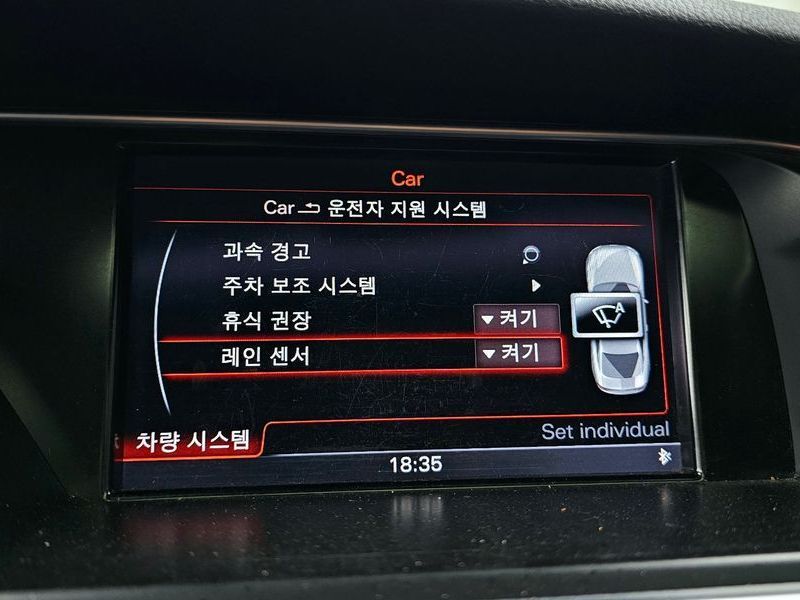 Car
Car 운전자 지원 시스템
과속 경고
주차 보조 시스템
휴식 권장 켜기
레인 센서 켜기
A
차량 시스템
Set individual
18:35